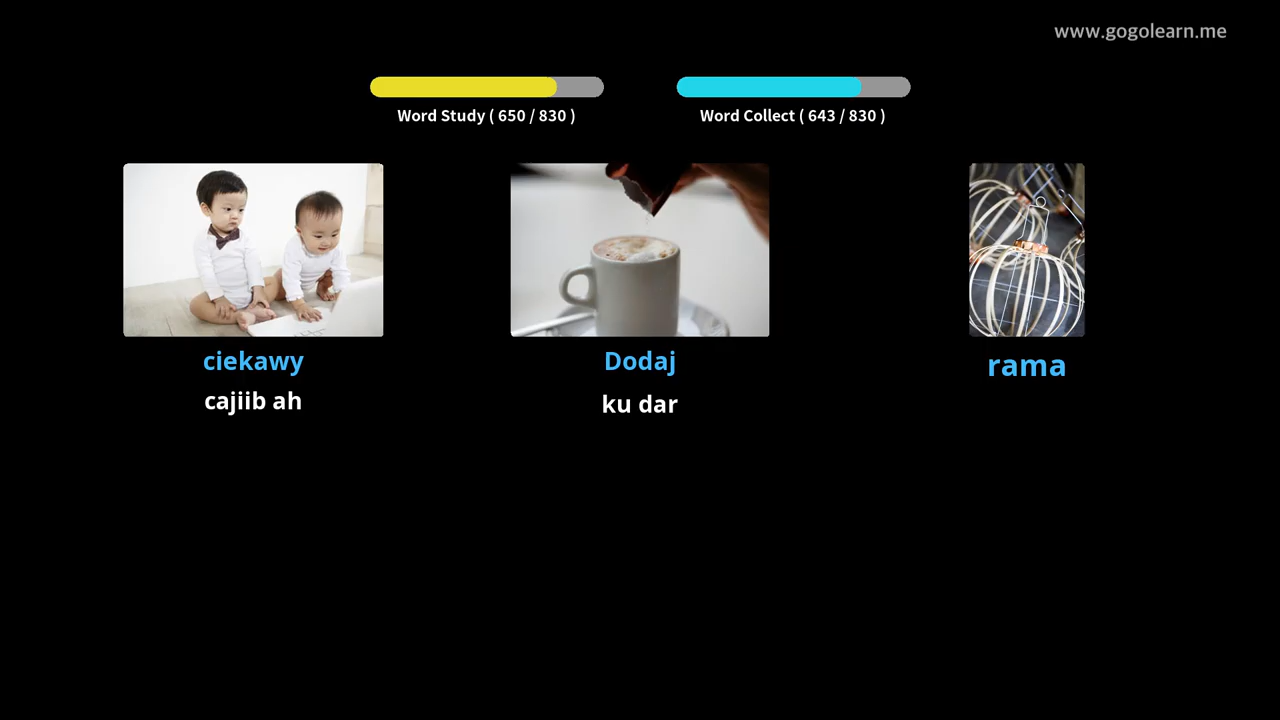 www.gogolearn.me
Word Study ( 650 / 830 )
Word Collect ( 643 / 830 )
ciekawy
cajiib ah
Dodaj
ku dar
rama